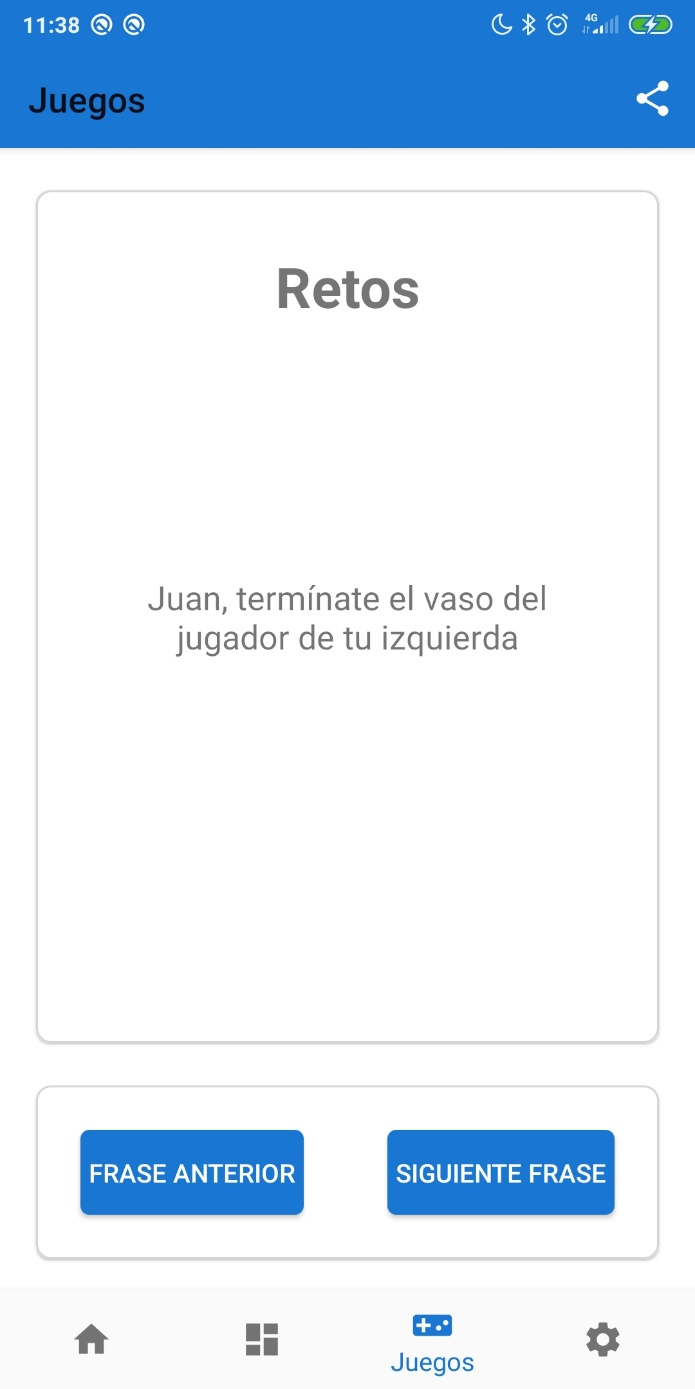 11:38
4G
Juegos
Retos
Juan, termínate el vaso del
jugador de tu izquierda
FRASE ANTERIOR
SIGUIENTE FRASE
Juegos